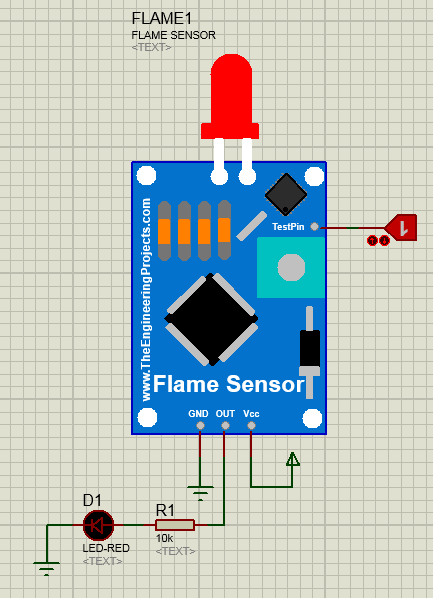 FLAME1
FLAME SENSOR
<TEXT>
TestPin
1
www.TheEngineeringProjects.com
Flame Sensor
GND OUT Vcc
D1
LED-RED
<TEXT>
R1
10k
<TEXT>